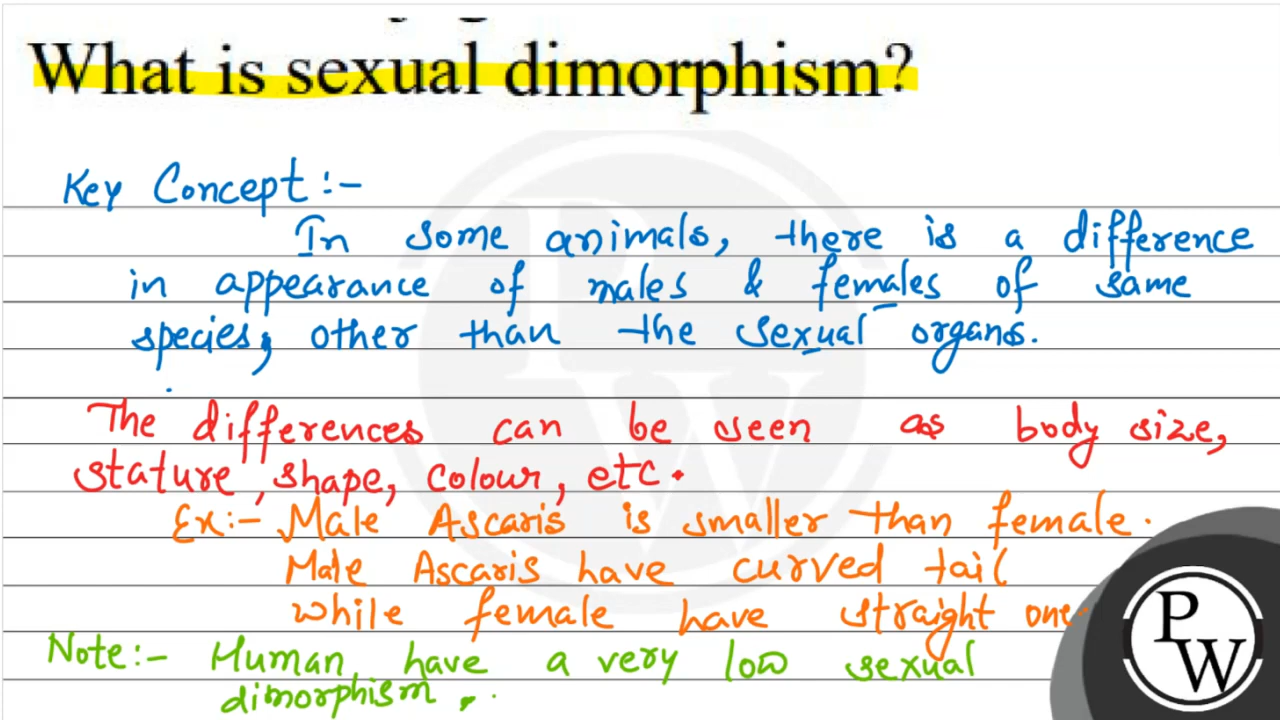 What is sexual dimorphism?
Key Concept :-
In some animals, there is a difference
in appearance of males & females of same
species, other than the sexual organs.
The differences can be seen as body size,
stature, shape, colour, etc.
Ex:- Male Ascaris is smaller than female.
Male Ascaris have curved tail
while female have straight one.
Note:- Human have a very low sexual
dimorphism.
P
W